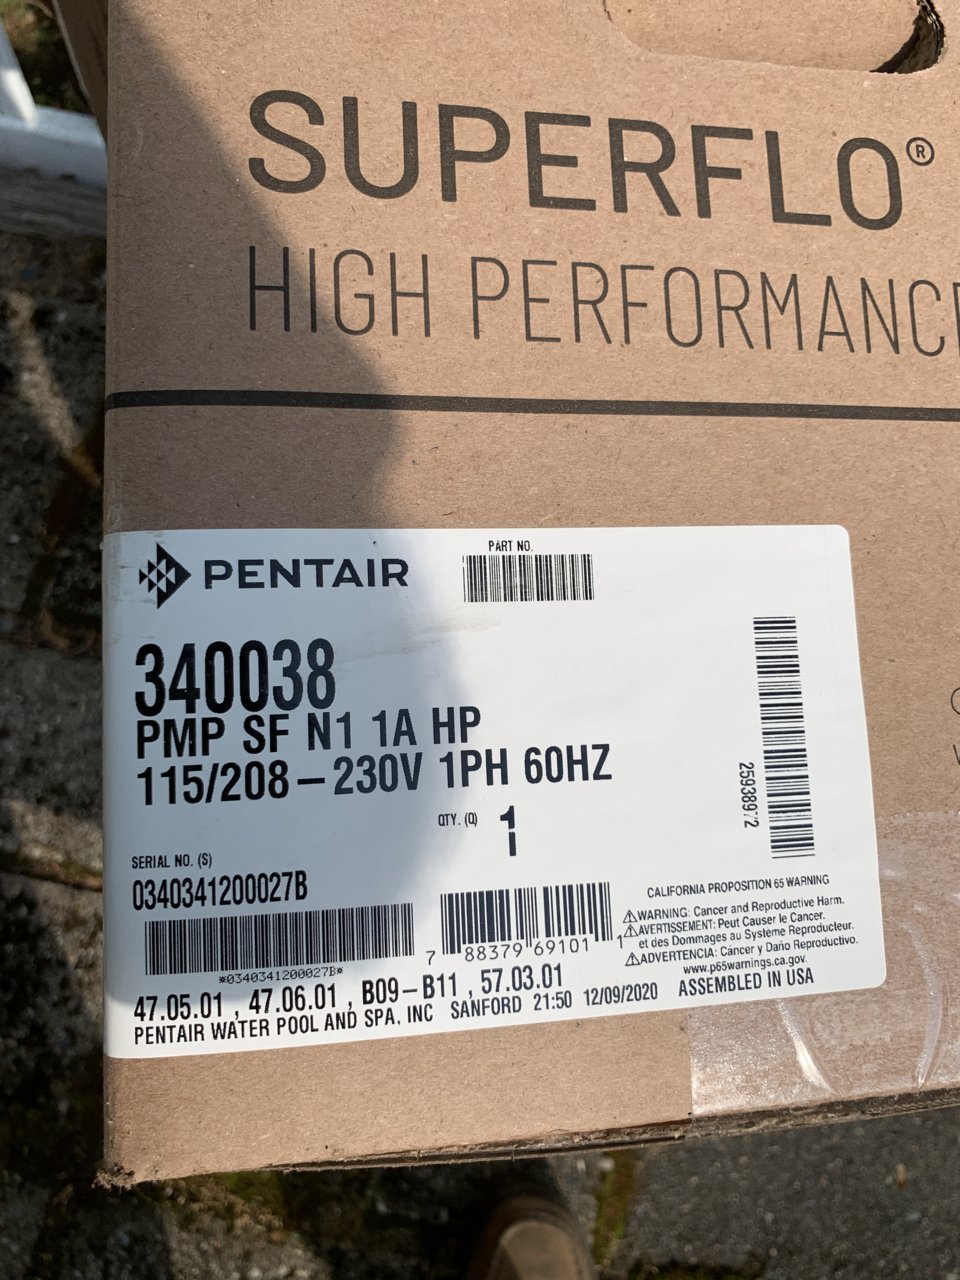 SUPERFLO®
HIGH PERFORMANCE
PENTAIR
PART NO.
340038
PMP SF N1 1A HP
115/208-230V 1PH 60HZ
QTY. (Q) 1
SERIAL NO. (S)
0340341200027B
*0340341200027B*
7 88379 69101 1
CALIFORNIA PROPOSITION 65 WARNING
⚠WARNING: Cancer and Reproductive Harm.
⚠AVERTISSEMENT: Peut Causer le Cancer.
et des Dommages au Système Reproducteur.
⚠ADVERTENCIA: Cáncer y Daño Reproductivo.
www.p65warnings.ca.gov.
47.05.01 , 47.06.01 , B09-B11 , 57.03.01
PENTAIR WATER POOL AND SPA, INC SANFORD 21:50 12/09/2020 ASSEMBLED IN USA